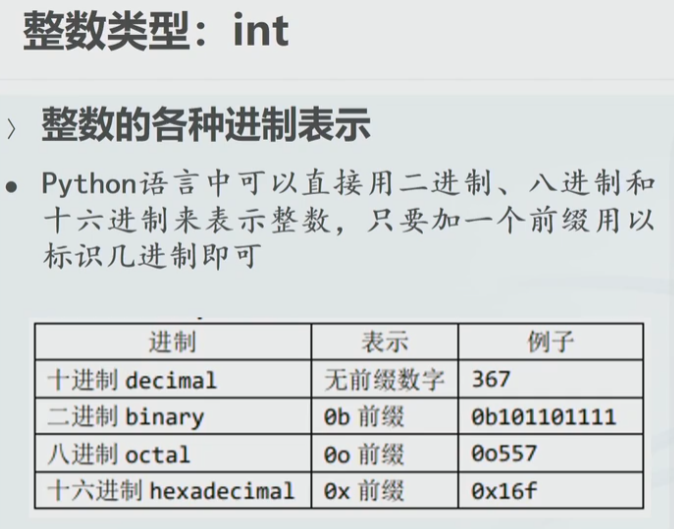 整数类型：int
〉 整数的各种进制表示
• Python语言中可以直接用二进制、八进制和
十六进制来表示整数，只要加一个前缀用以
标识几进制即可
进制 表示 例子
十进制 decimal 无前缀数字 367
二进制 binary 0b 前缀 0b101101111
八进制 octal 0o 前缀 0o557
十六进制 hexadecimal 0x 前缀 0x16f